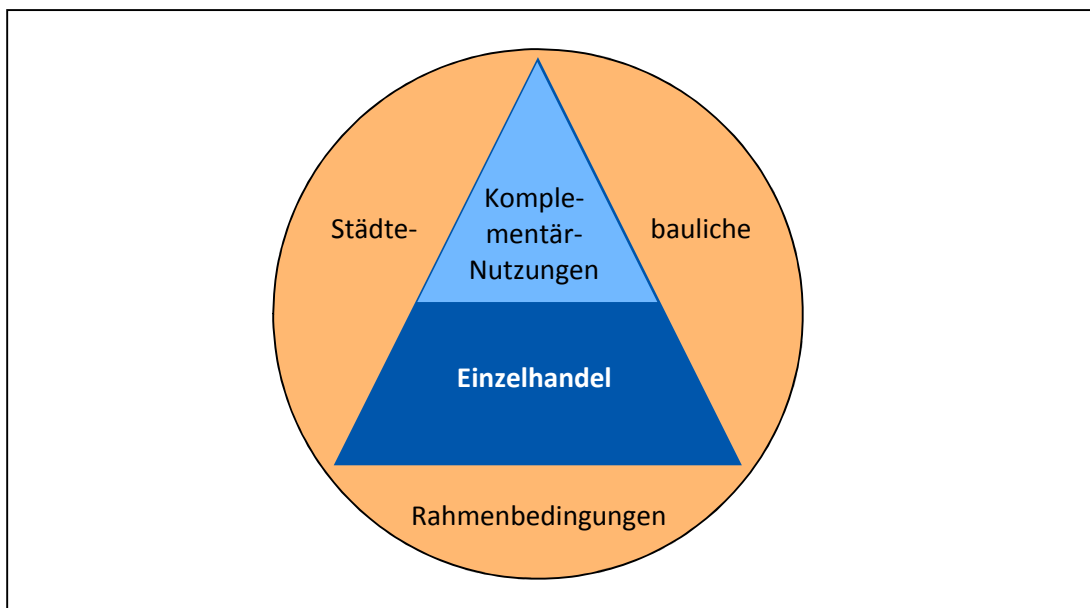 Komple-
mentär-
Nutzungen
Städte-
bauliche
Einzelhandel
Rahmenbedingungen